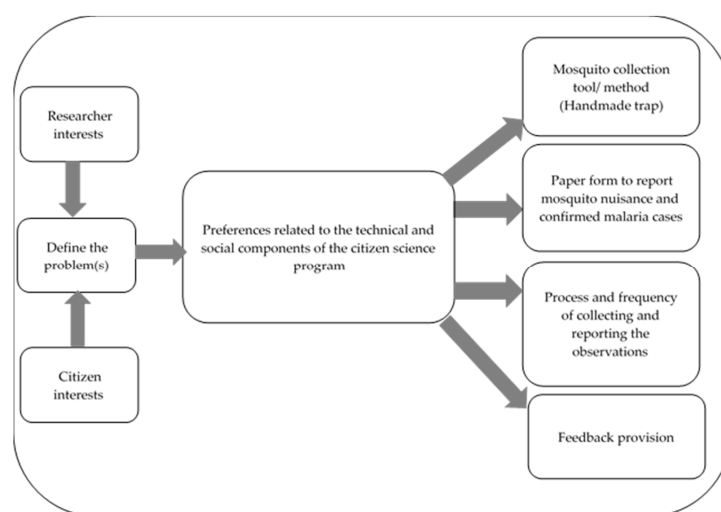 Researcher
interests
Define the
problem(s)
Citizen
interests
Preferences related to the technical and
social components of the citizen science
program
Mosquito collection
tool/ method
(Handmade trap)
Paper form to report
mosquito nuisance and
confirmed malaria cases
Process and frequency
of collecting and
reporting the
observations
Feedback provision